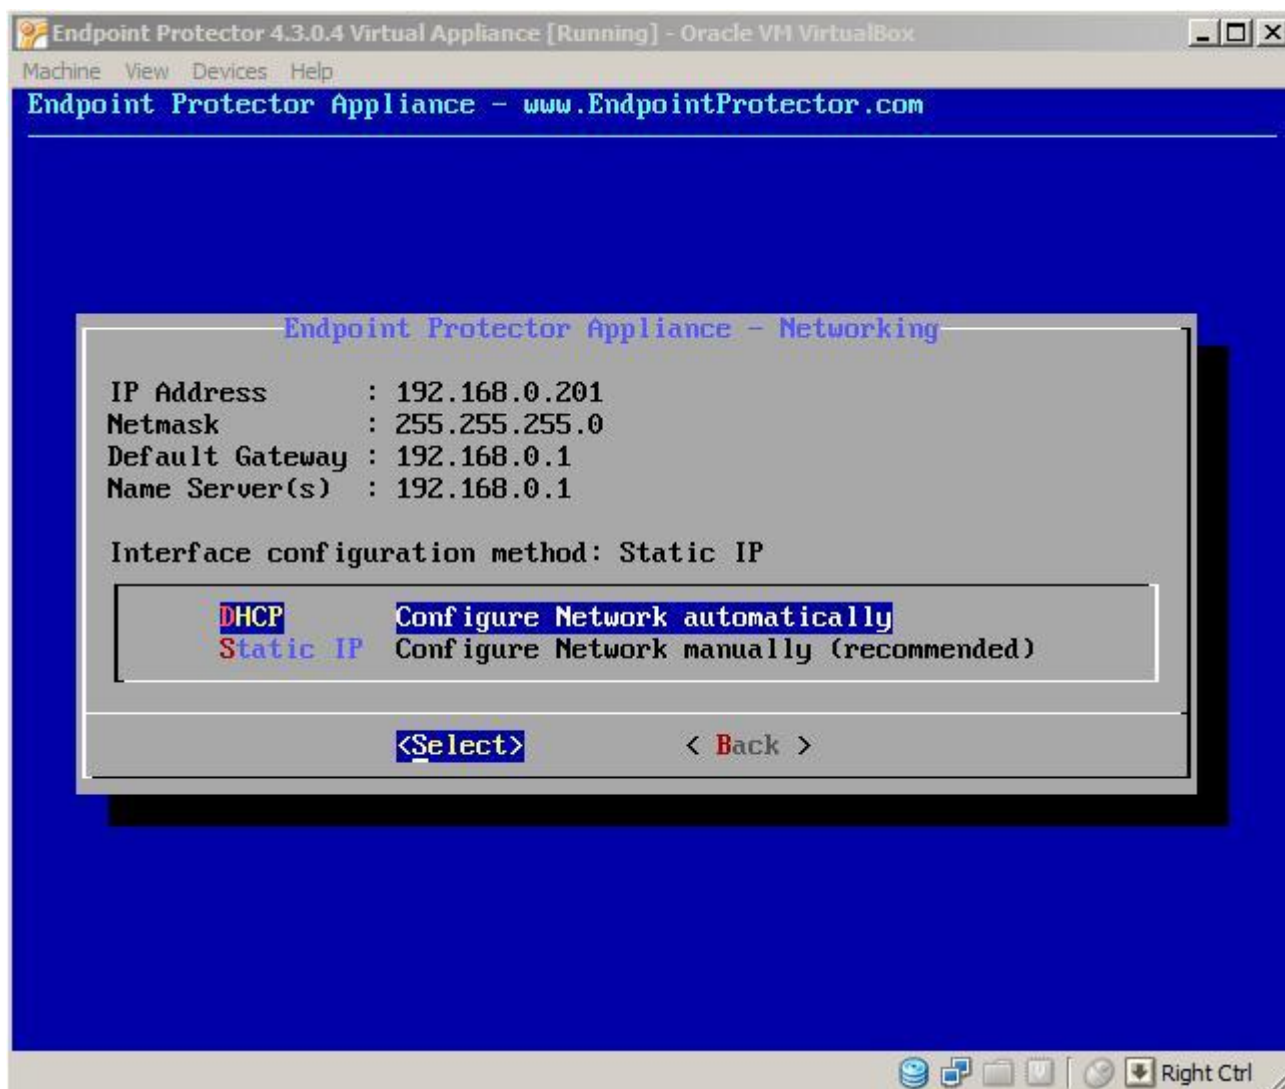 Endpoint Protector 4.3.0.4 Virtual Appliance [Running] - Oracle VM VirtualBox
Machine View Devices Help
Endpoint Protector Appliance - www.EndpointProtector.com
Endpoint Protector Appliance - Networking
IP Address : 192.168.0.201
Netmask : 255.255.255.0
Default Gateway : 192.168.0.1
Name Server(s) : 192.168.0.1
Interface configuration method: Static IP
DHCP Configure Network automatically
Static IP Configure Network manually (recommended)
<Select> < Back >
Right Ctrl